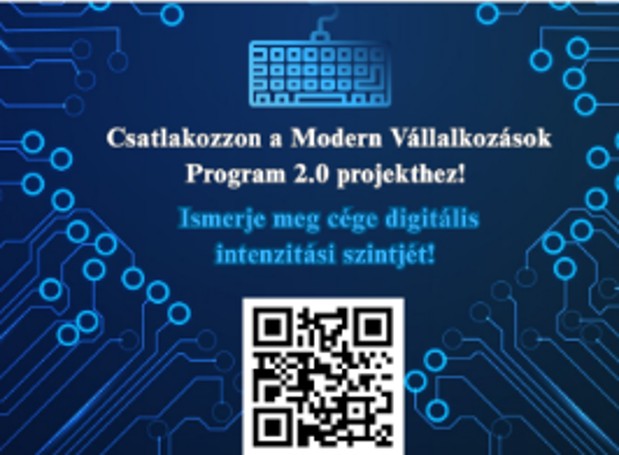 Csatlakozzon a Modern Vállalkozások
Program 2.0 projekthez!
Ismerje meg cége digitális
intenzitási szintjét!